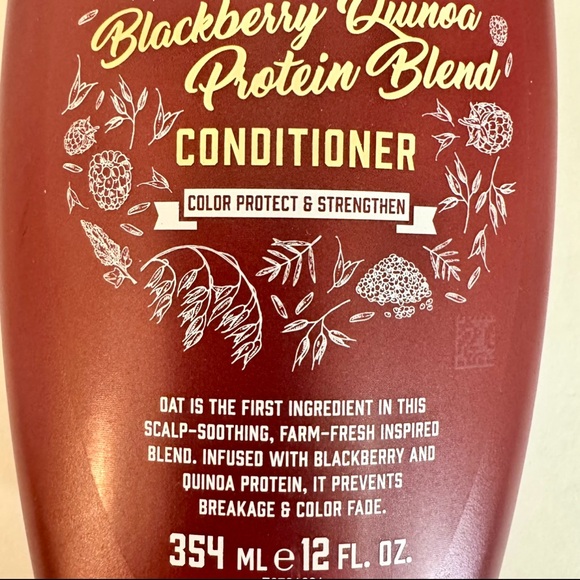 Blackberry Quinoa
Protein Blend
CONDITIONER
COLOR PROTECT & STRENGTHEN
OAT IS THE FIRST INGREDIENT IN THIS
SCALP-SOOTHING, FARM-FRESH INSPIRED
BLEND. INFUSED WITH BLACKBERRY AND
QUINOA PROTEIN, IT PREVENTS
BREAKAGE & COLOR FADE.
354 ML e 12 FL. OZ.